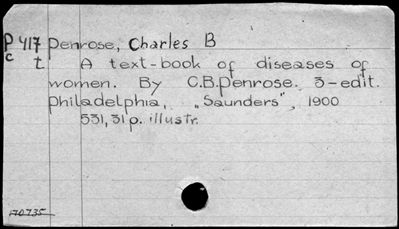 P 417 Penrose, Charles B
c t A text-book of diseases of
women. By C.B.Penrose. 3-edit.
Philadelphia, „Saunders", 1900
531,31 p. illustr.
170735